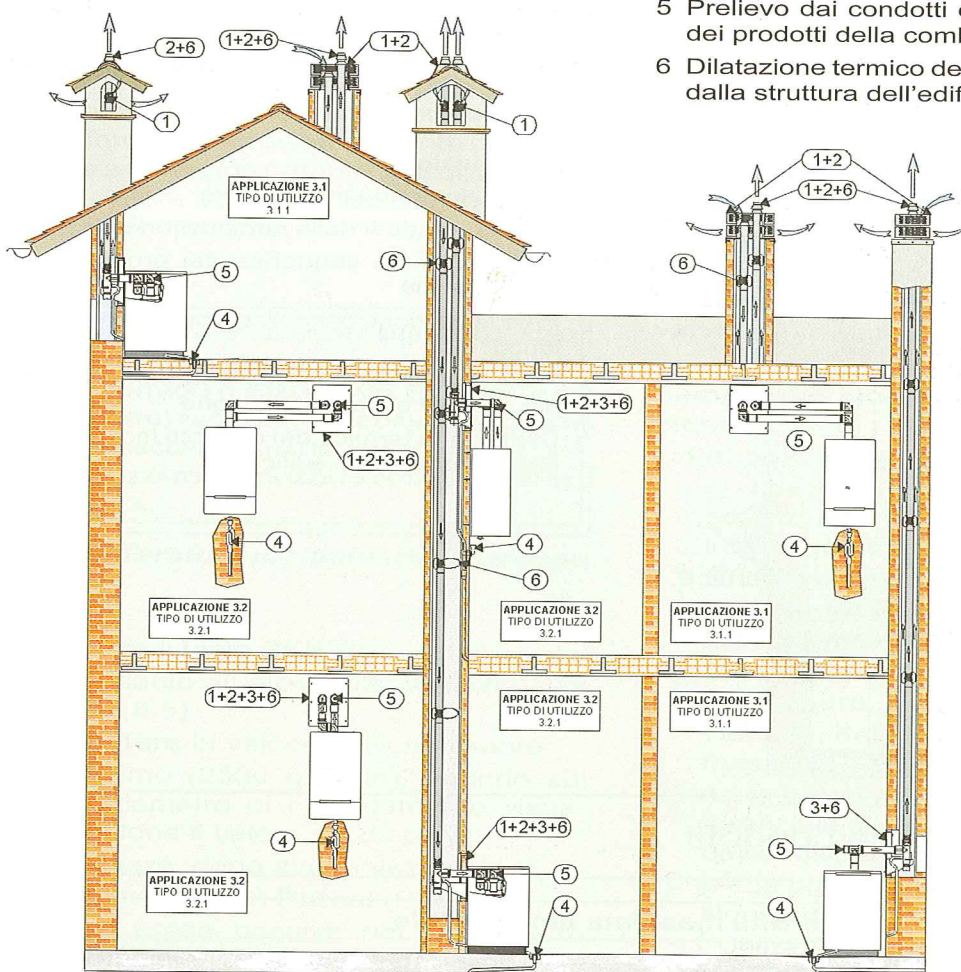 5 Prelievo dai condotti
dei prodotti della
6 Dilatazione termico
dalla struttura
2+6
1+2+6
1+2
1
1
1+2
1+2+6
APPLICAZIONE 3.1
TIPO DI UTILIZZO
3.1.1
6
6
5
4
5
1+2+3+6
5
1+2+3+6
5
4
4
4
6
APPLICAZIONE 3.2
TIPO DI UTILIZZO
3.2.1
APPLICAZIONE 3.2
TIPO DI UTILIZZO
3.2.1
APPLICAZIONE 3.1
TIPO DI UTILIZZO
3.1.1
1+2+3+6
5
APPLICAZIONE 3.2
TIPO DI UTILIZZO
3.2.1
APPLICAZIONE 3.1
TIPO DI UTILIZZO
3.1.1
4
3+6
1+2+3+6
5
5
APPLICAZIONE 3.2
TIPO DI UTILIZZO
3.2.1
4
4